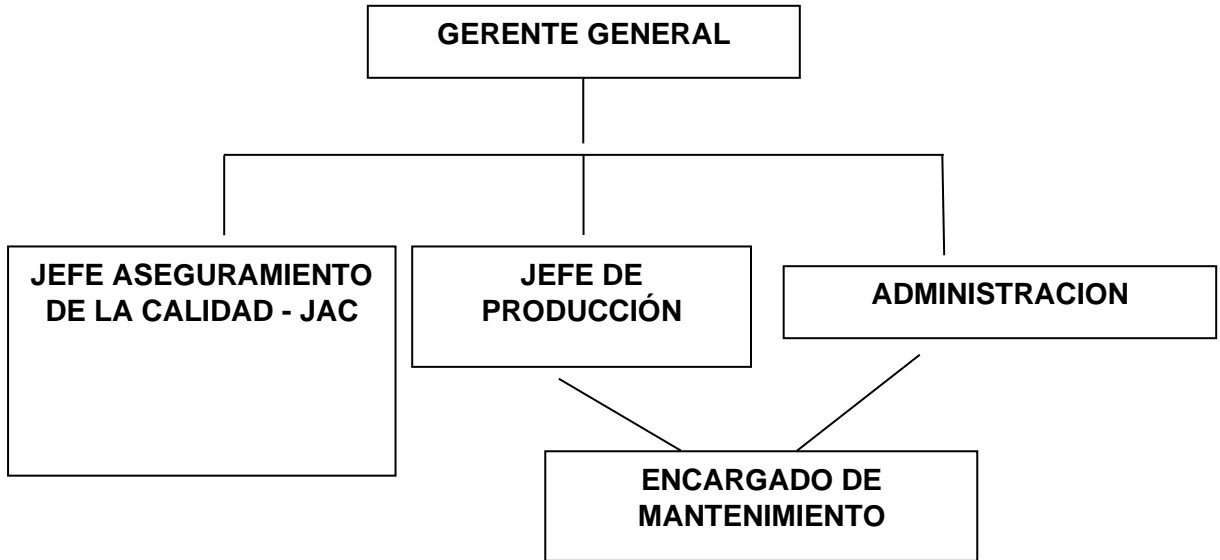 GERENTE GENERAL
JEFE ASEGURAMIENTO
DE LA CALIDAD - JAC
JEFE DE
PRODUCCIÓN
ADMINISTRACION
ENCARGADO DE
MANTENIMIENTO